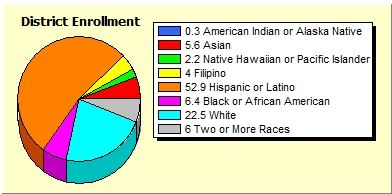 District Enrollment
0.3 American Indian or Alaska Native
5.6 Asian
2.2 Native Hawaiian or Pacific Islander
4 Filipino
52.9 Hispanic or Latino
6.4 Black or African American
22.5 White
6 Two or More Races